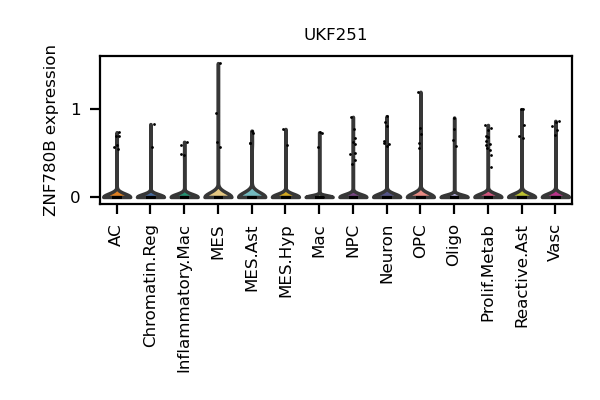 UKF251
ZNF780B expression
1
0
AC
Chromatin.Reg
Inflammatory.Mac
MES
MES.Ast
MES.Hyp
Mac
NPC
Neuron
OPC
Oligo
Prolif.Metab
Reactive.Ast
Vasc